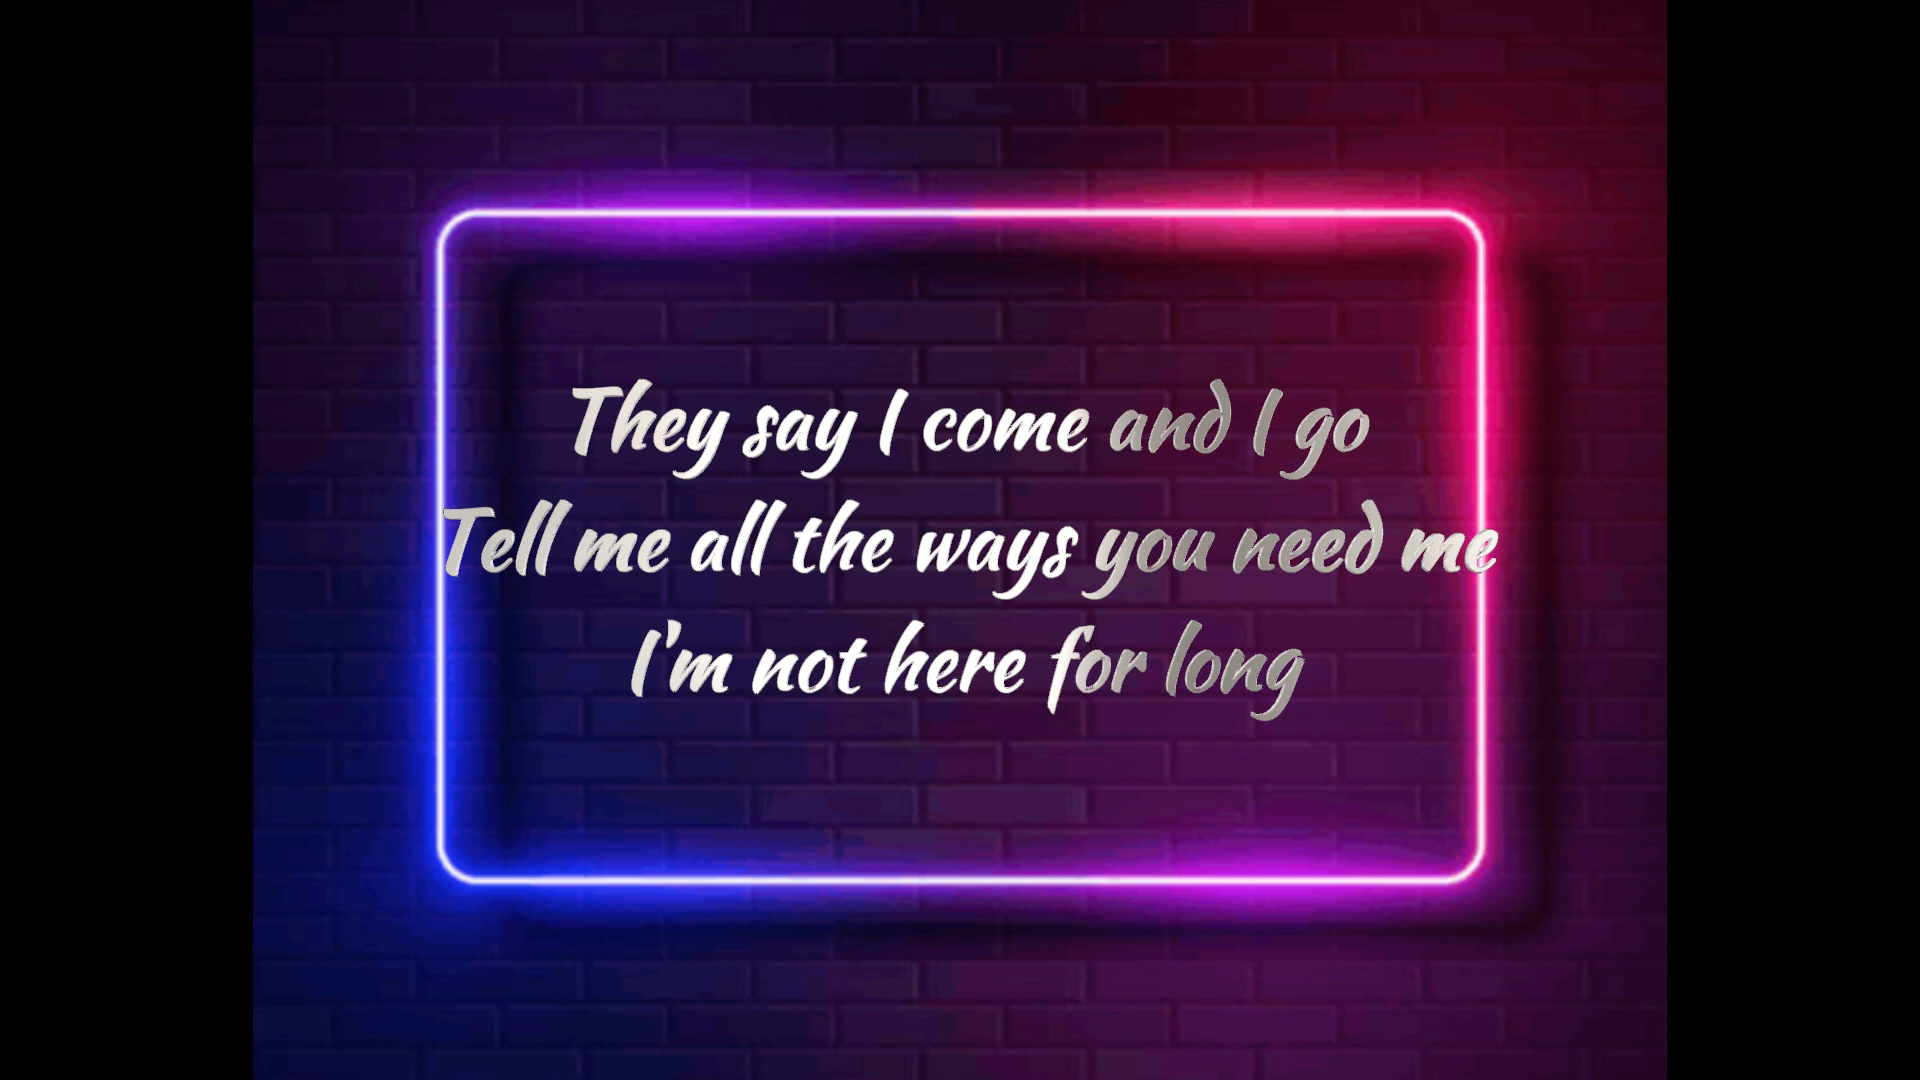 They say I come and I go
Tell me all the ways you need me
I'm not here for long